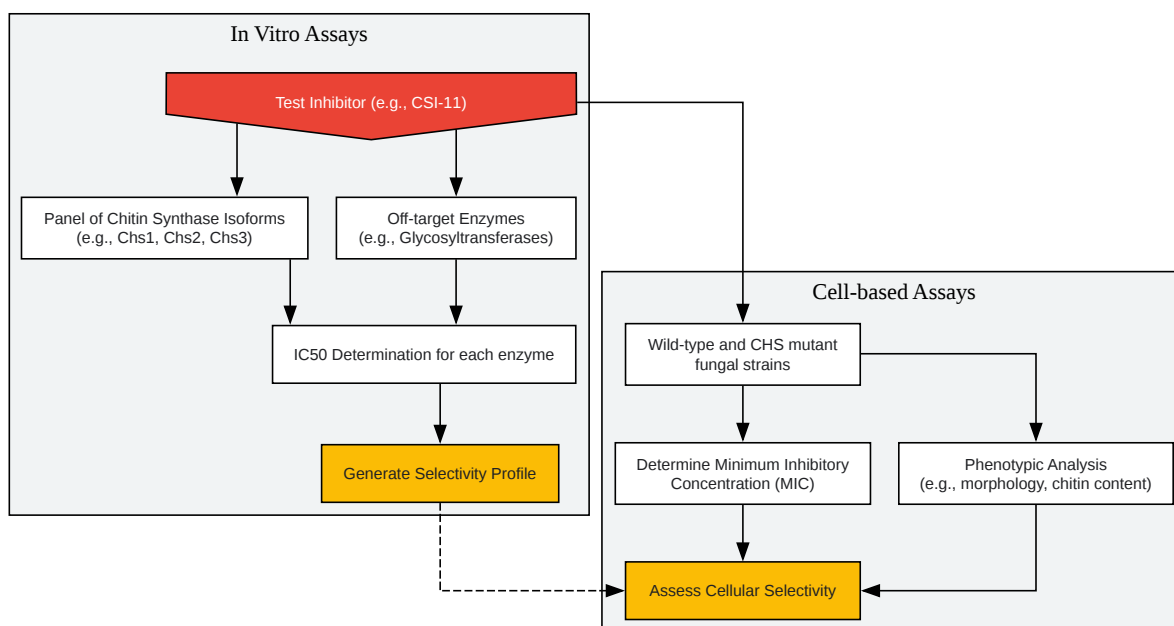 In Vitro Assays
Test Inhibitor (e.g., CSI-11)
Panel of Chitin Synthase Isoforms
(e.g., Chs1, Chs2, Chs3)
Off-target Enzymes
(e.g., Glycosyltransferases)
IC50 Determination for each enzyme
Generate Selectivity Profile
Cell-based Assays
Wild-type and CHS mutant
fungal strains
Determine Minimum Inhibitory
Concentration (MIC)
Phenotypic Analysis
(e.g., morphology, chitin content)
Assess Cellular Selectivity